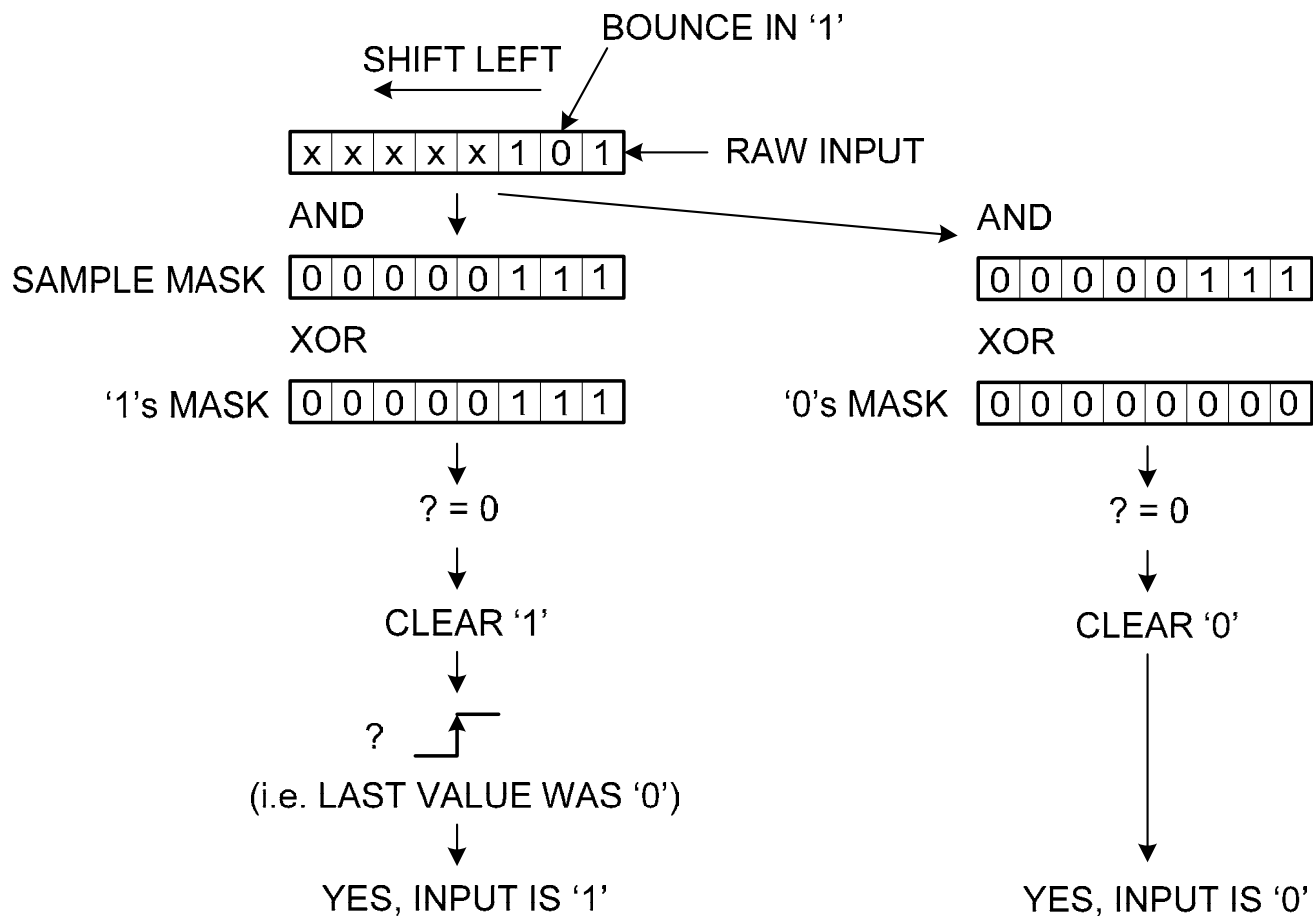 BOUNCE IN ‘1’
SHIFT LEFT
x x x x x 1 0 1
RAW INPUT
AND
AND
SAMPLE MASK 0 0 0 0 0 1 1 1
0 0 0 0 0 1 1 1
XOR
XOR
‘1’s MASK 0 0 0 0 0 1 1 1
‘0’s MASK 0 0 0 0 0 0 0 0
? = 0
? = 0
CLEAR ‘1’
CLEAR ‘0’
?
(i.e. LAST VALUE WAS ‘0’)
YES, INPUT IS ‘1’
YES, INPUT IS ‘0’